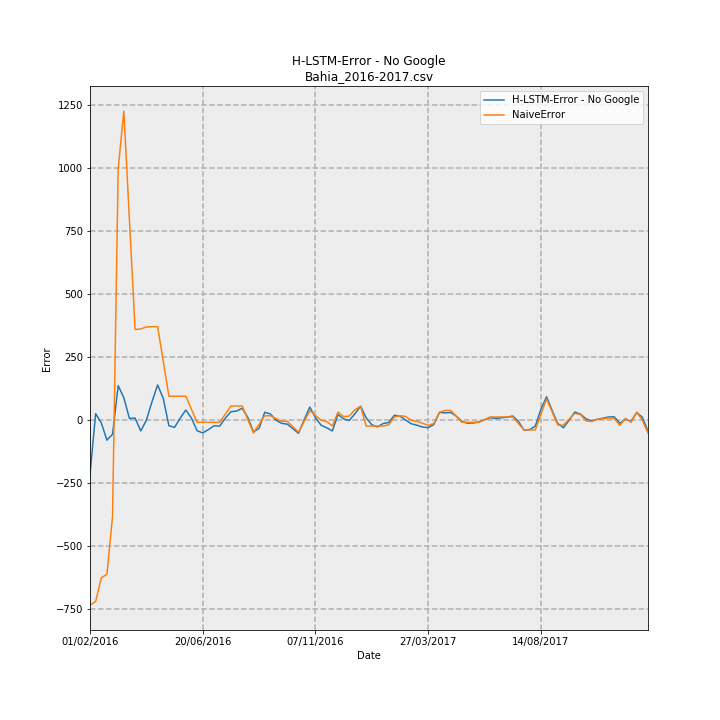 H-LSTM-Error - No Google
Bahia_2016-2017.csv
H-LSTM-Error - No Google
NaiveError
1250
1000
750
500
250
0
−250
−500
−750
Error
01/02/2016 20/06/2016 07/11/2016 27/03/2017 14/08/2017
Date